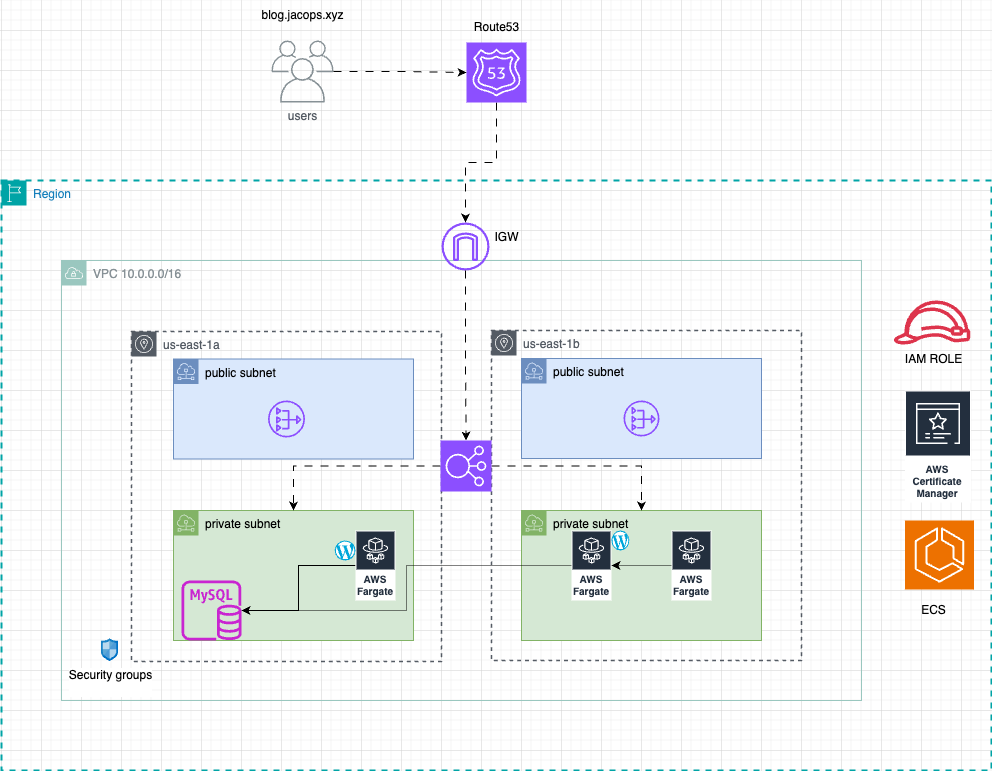 blog.jacops.xyz
Route53
53
users
Region
IGW
VPC 10.0.0.0/16
us-east-1a
us-east-1b
public subnet
public subnet
IAM ROLE
AWS
Certificate
Manager
private subnet
private subnet
W
W
AWS
Fargate
AWS
Fargate
AWS
Fargate
MySQL
ECS
Security groups